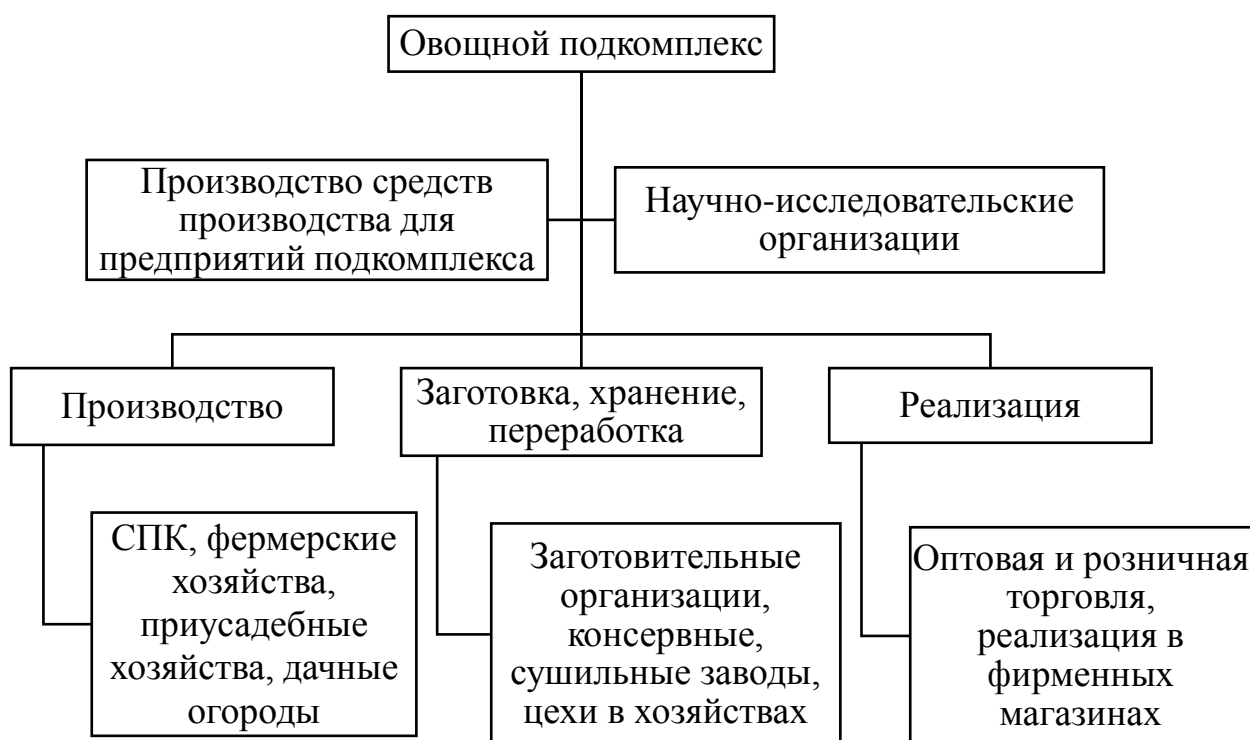 Овощной подкомплекс
Производство средств
производства для
предприятий подкомплекса
Научно-исследовательские
организации
Производство
Заготовка, хранение,
переработка
Реализация
СПК, фермерские
хозяйства,
приусадебные
хозяйства, дачные
огороды
Заготовительные
организации,
консервные,
сушильные заводы,
цехи в хозяйствах
Оптовая и розничная
торговля,
реализация в
фирменных
магазинах